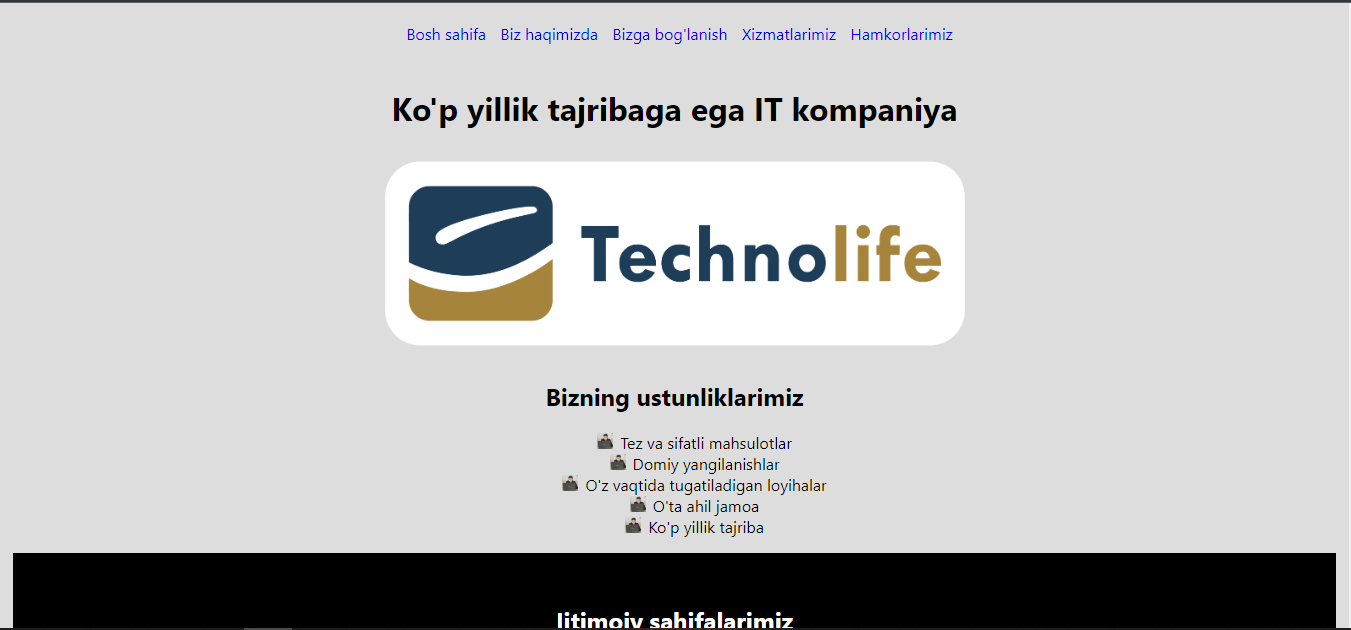 Bosh sahifa Biz haqimizda Bizga bog'lanish Xizmatlarimiz Hamkorlarimiz
Ko'p yillik tajribaga ega IT kompaniya
Technolife
Bizning ustunliklarimiz
Tez va sifatli mahsulotlar
Domiy yangilanishlar
O'z vaqtida tugatiladigan loyihalar
O'ta ahil jamoa
Ko'p yillik tajriba
Ijtimoiy sahifalarimiz